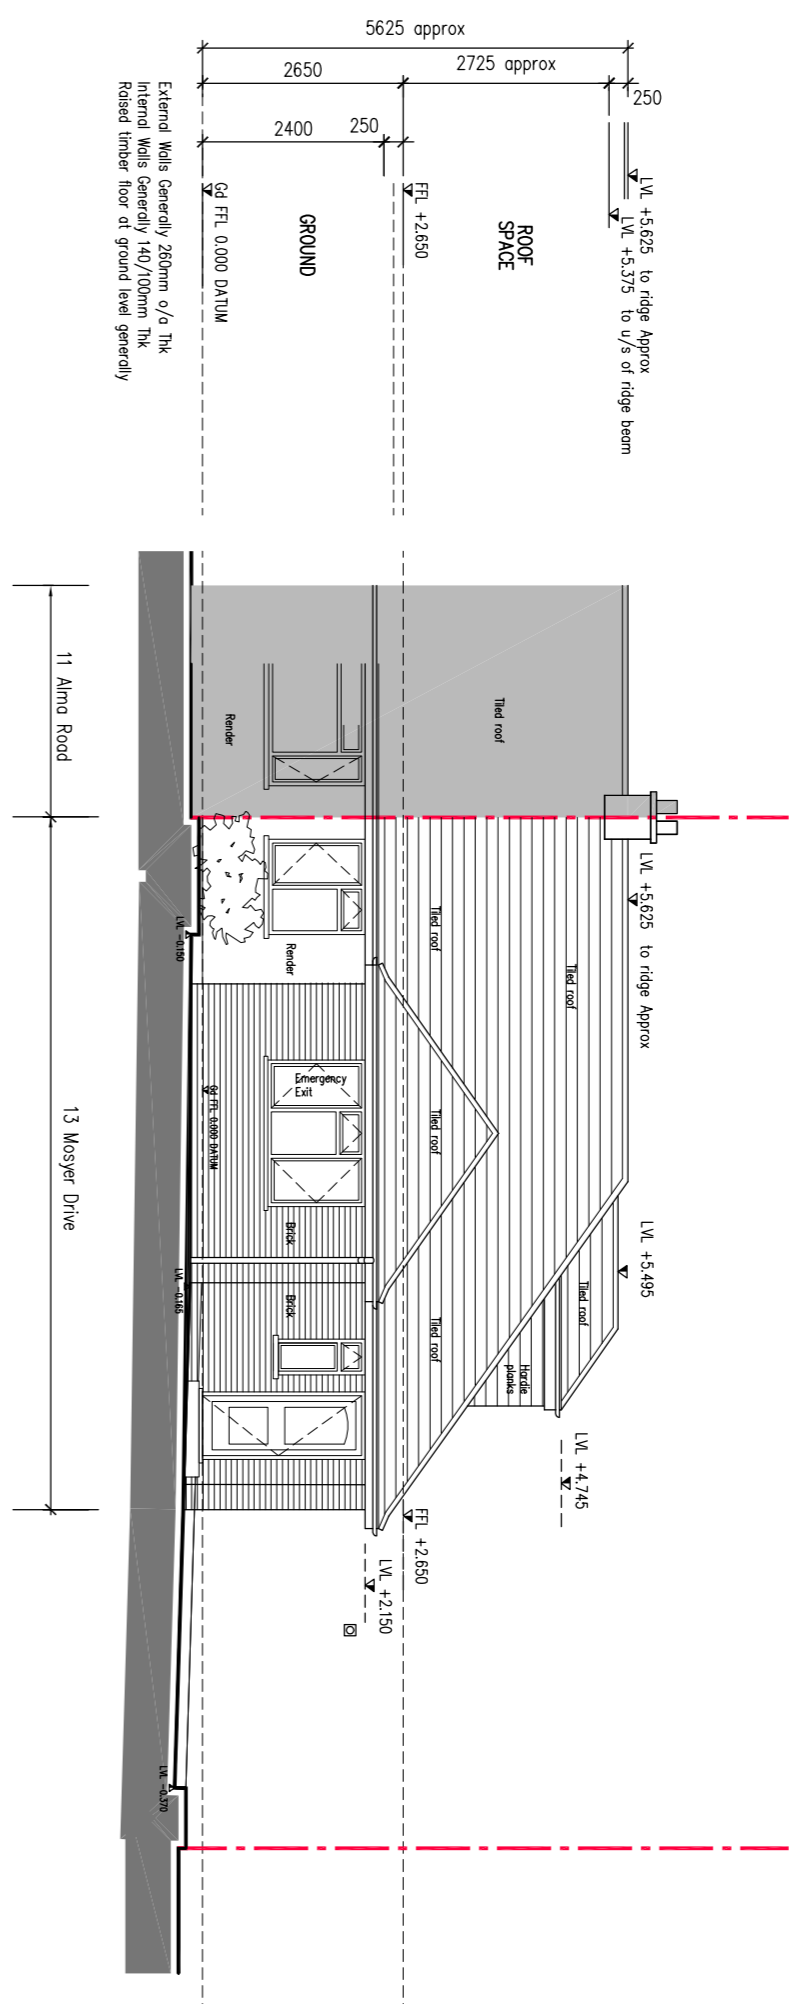 5625 approx
2650
2725 approx
250
2400
250
LVL +5.625 to ridge Approx
LVL +5.375 to u/s of ridge beam
ROOF
SPACE
FFL +2.650
GROUND
Gd FFL 0.000 DATUM
External Walls Generally 260mm o/a Thk
Internal Walls Generally 140/100mm Thk
Raised timber floor at ground level generally
Tiled roof
Render
11 Alma Road
LVL +5.625 to ridge Approx
Tiled roof
Tiled roof
Render
LVL -0.150
Emergency
Exit
Gd FFL 0.000 DATUM
Tiled roof
Brick
13 Mosyer Drive
LVL +5.495
Tiled roof
Brick
LVL -0.165
Tiled roof
Hardie
planks
LVL +4.745
FFL +2.650
LVL +2.150
LVL -0.370